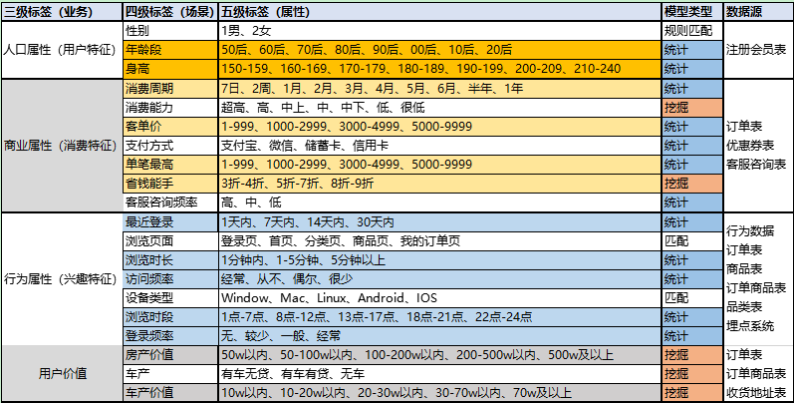 三级标签（业务） 四级标签（场景） 五级标签（属性） 模型类型 数据源
人口属性（用户特征） 性别 1男、2女 规则匹配 注册会员表
年龄段 50后、60后、70后、80后、90后、00后、10后、20后 统计
身高 150-159、160-169、170-179、180-189、190-199、200-209、210-240 统计
商业属性（消费特征） 消费周期 7日、2周、1月、2月、3月、4月、5月、6月、半年、1年 统计 订单表
优惠券表
客服咨询表
消费能力 超高、高、中上、中、中下、低、很低 挖掘
客单价 1-999、1000-2999、3000-4999、5000-9999 统计
支付方式 支付宝、微信、储蓄卡、信用卡 统计
单笔最高 1-999、1000-2999、3000-4999、5000-9999 统计
省钱能手 3折-4折、5折-7折、8折-9折 挖掘
客服咨询频率 高、中、低 统计
行为属性（兴趣特征） 最近登录 1天内、7天内、14天内、30天内 统计 行为数据
订单表
商品表
订单商品表
品类表
埋点系统
浏览页面 登录页、首页、分类页、商品页、我的订单页 匹配
浏览时长 1分钟内、1-5分钟、5分钟以上 统计
访问频率 经常、从不、偶尔、很少 统计
设备类型 Window、Mac、Linux、Android、IOS 匹配
浏览时段 1点-7点、8点-12点、13点-17点、18点-21点、22点-24点 统计
登录频率 无、较少、一般、经常 统计
用户价值 房产价值 50w以内、50-100w以内、100-200w以内、200-500w以内、500w及以上 挖掘 订单表
订单商品表
收货地址表
车产 有车无贷、有车有贷、无车 挖掘
车产价值 10w以内、10-20w以内、20-30w以内、30-70w以内、70w及以上 挖掘